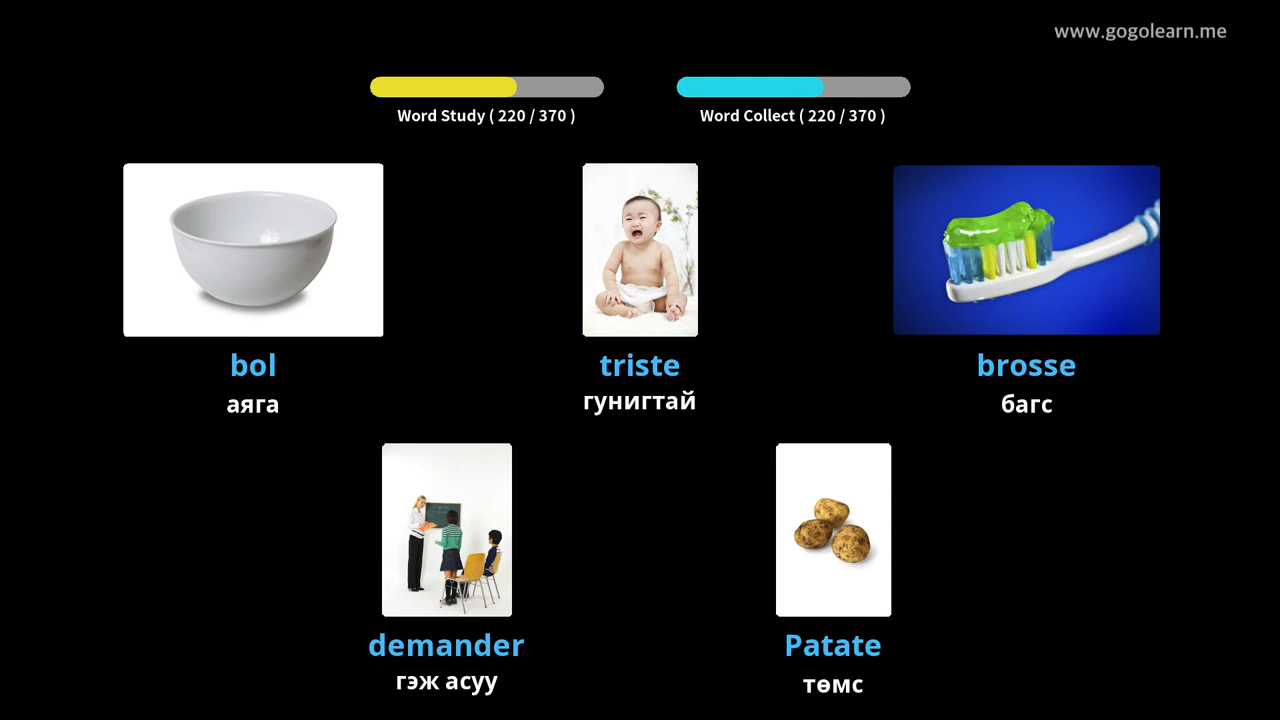 www.gogolearn.me
Word Study ( 220 / 370 )
Word Collect ( 220 / 370 )
bol
аяга
triste
гунигтай
brosse
багс
demander
гэж асуу
Patate
төмс